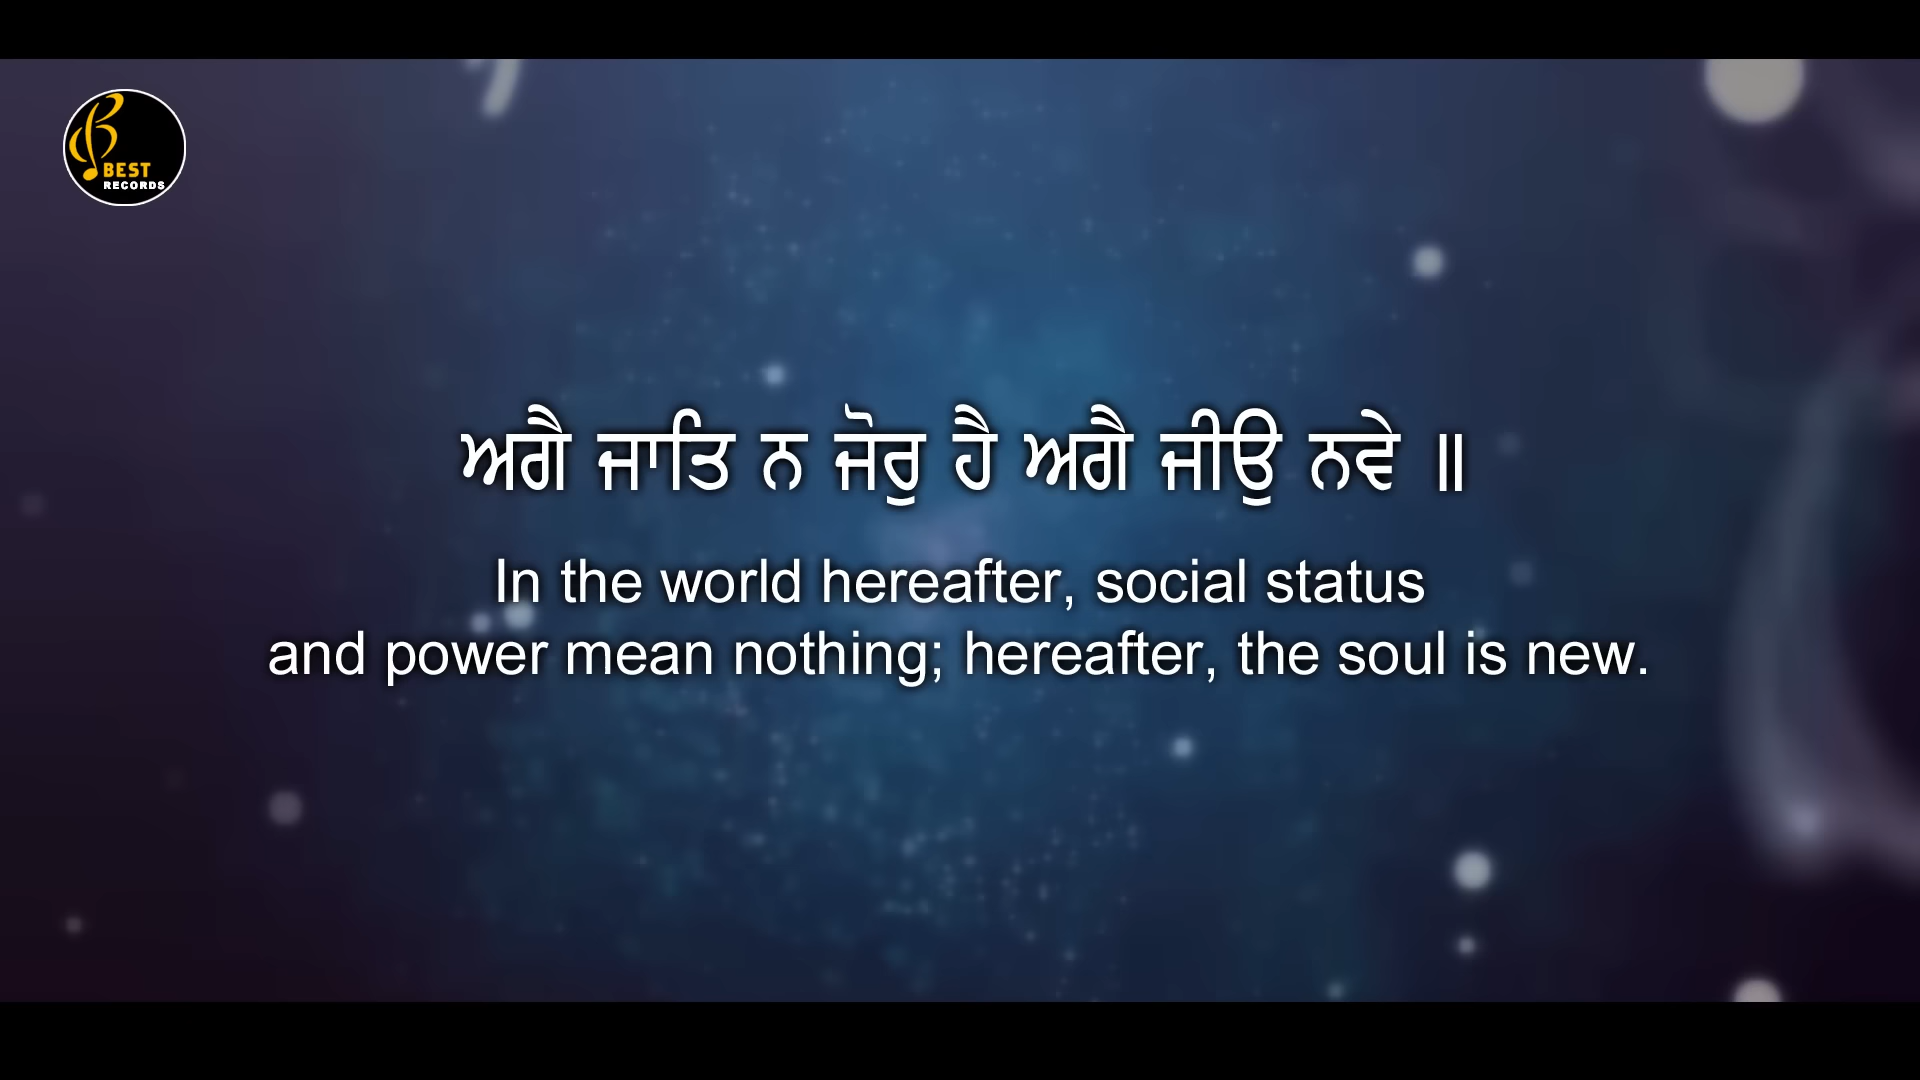 BEST
RECORDS
ਅਗੈ ਜਾਤਿ ਨ ਜੋਰੁ ਹੈ ਅਗੈ ਜੀਉ ਨਵੇ ॥
In the world hereafter, social status
and power mean nothing; hereafter, the soul is new.